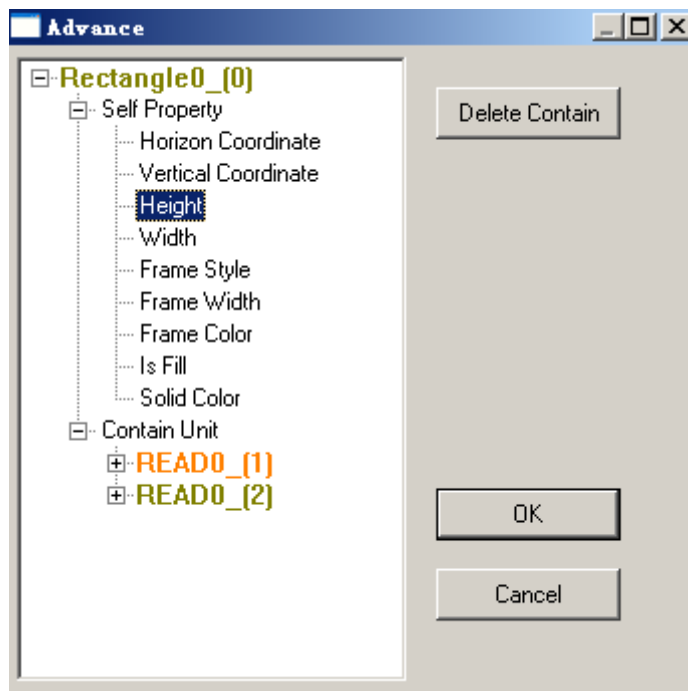 Advance
Rectangle0_(0)
Self Property
Horizon Coordinate
Vertical Coordinate
Height
Width
Frame Style
Frame Width
Frame Color
Is Fill
Solid Color
Contain Unit
READ0_(1)
READ0_(2)
Delete Contain
OK
Cancel